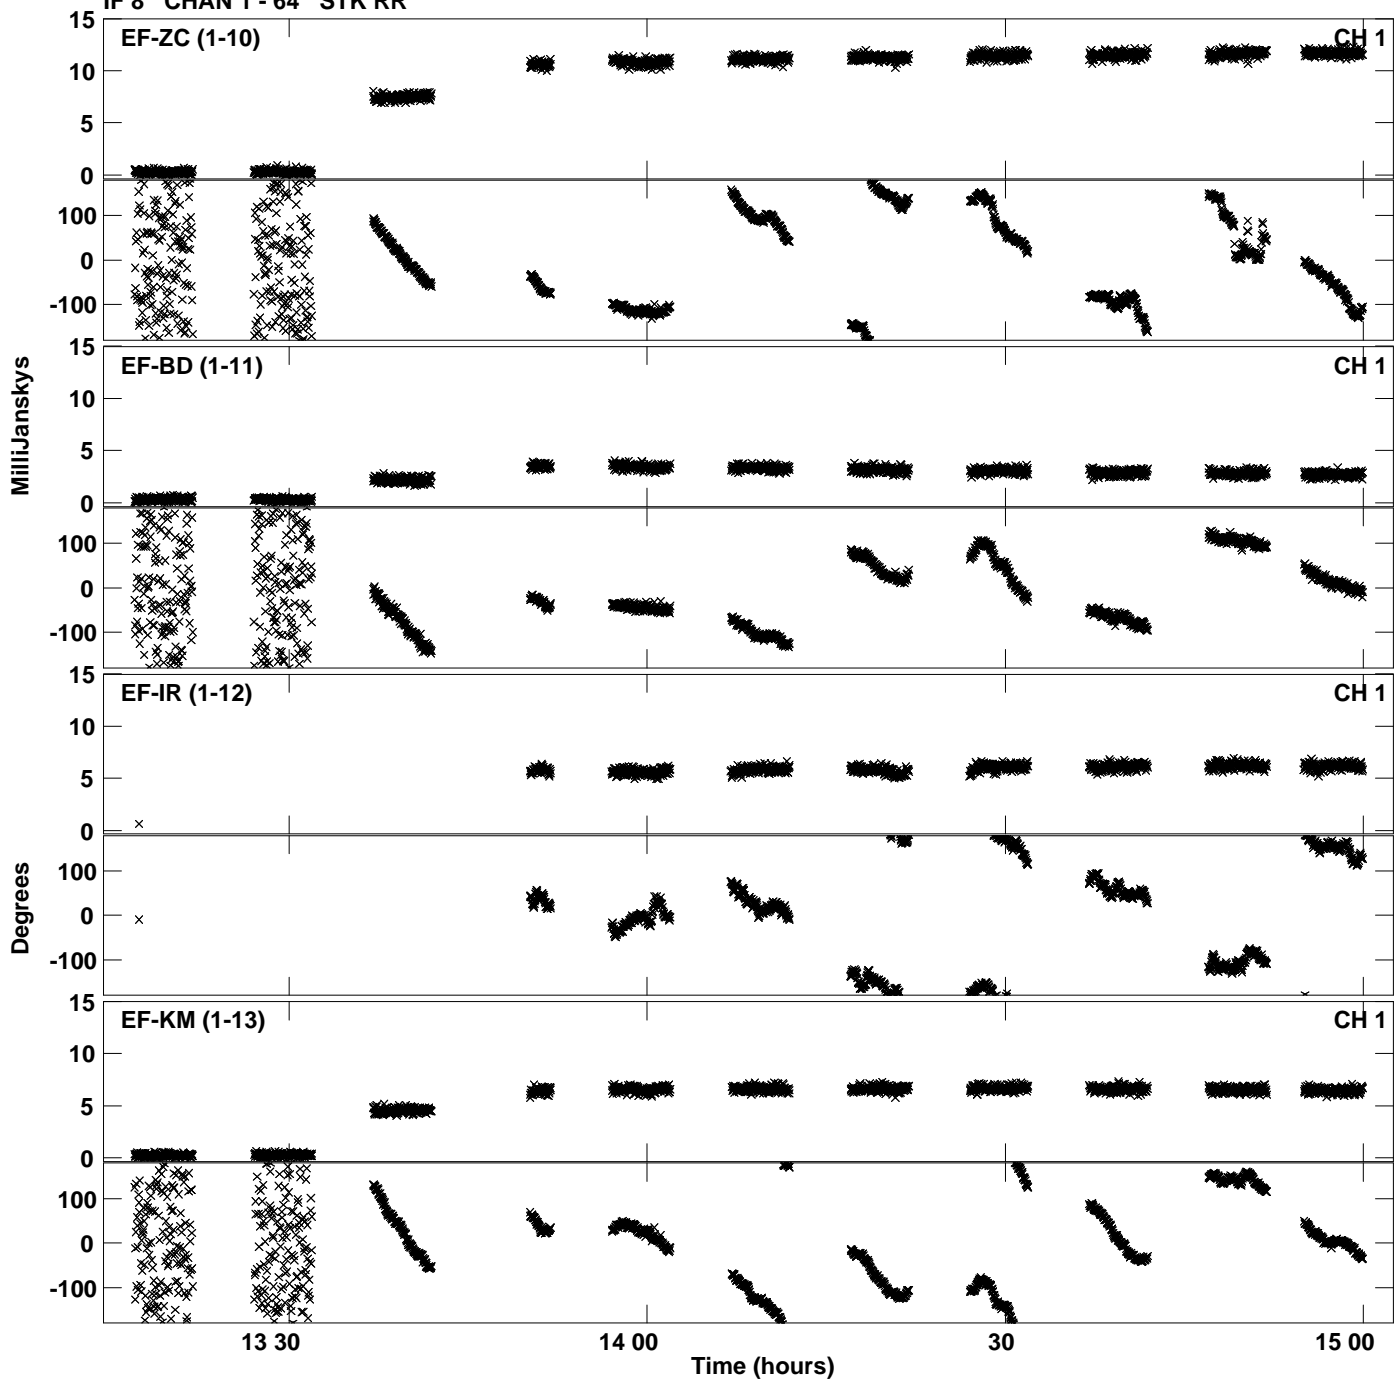 IF 8 CHAN 1 - 64 STK RR
15
EF-ZC (1-10)
CH 1
10
5
0
100
0
-100
15
EF-BD (1-11)
CH 1
10
5
0
100
0
-100
15
EF-IR (1-12)
CH 1
10
5
0
100
0
-100
15
EF-KM (1-13)
CH 1
10
5
0
100
0
-100
MilliJanskys
Degrees
13 30
14 00
30
15 00
Time (hours)